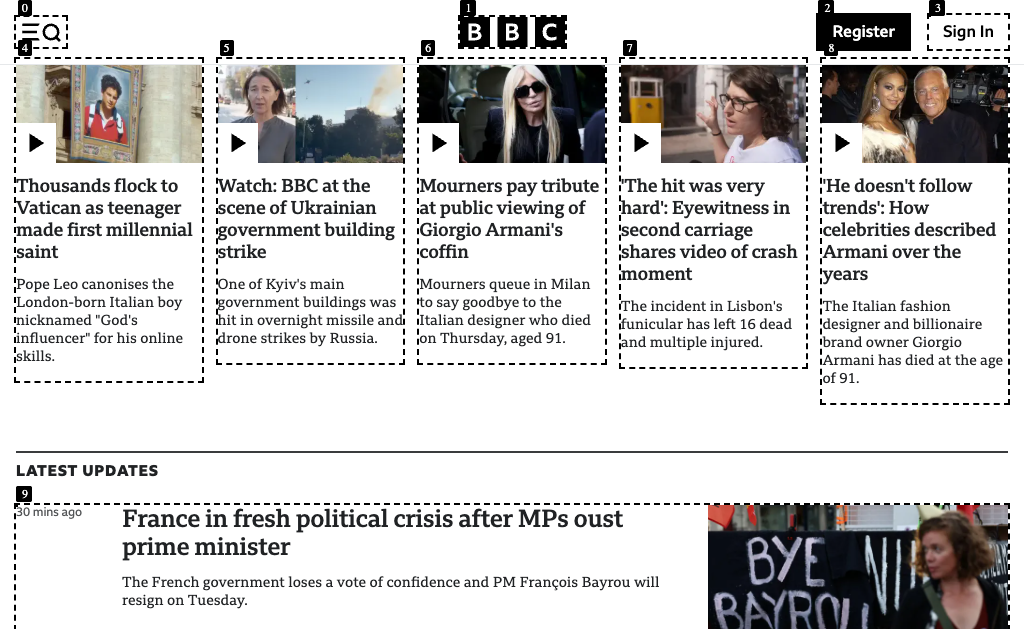 0
1
2
3
BBC
Register
Sign In
4
5
6
7
8
Thousands flock to
Vatican as teenager
made first millennial
saint
Pope Leo canonises the
London-born Italian boy
nicknamed "God's
influencer" for his online
skills.
Watch: BBC at the
scene of Ukrainian
government building
strike
One of Kyiv's main
government buildings was
hit in overnight missile and
drone strikes by Russia.
Mourners pay tribute
at public viewing of
Giorgio Armani's
coffin
Mourners queue in Milan
to say goodbye to the
Italian designer who died
on Thursday, aged 91.
'The hit was very
hard': Eyewitness in
second carriage
shares video of crash
moment
The incident in Lisbon's
funicular has left 16 dead
and multiple injured.
'He doesn't follow
trends': How
celebrities described
Armani over the
years
The Italian fashion
designer and billionaire
brand owner Giorgio
Armani has died at the age
of 91.
LATEST UPDATES
9
30 mins ago
France in fresh political crisis after MPs oust
prime minister
The French government loses a vote of confidence and PM François Bayrou will
resign on Tuesday.
BYE
BAYROU